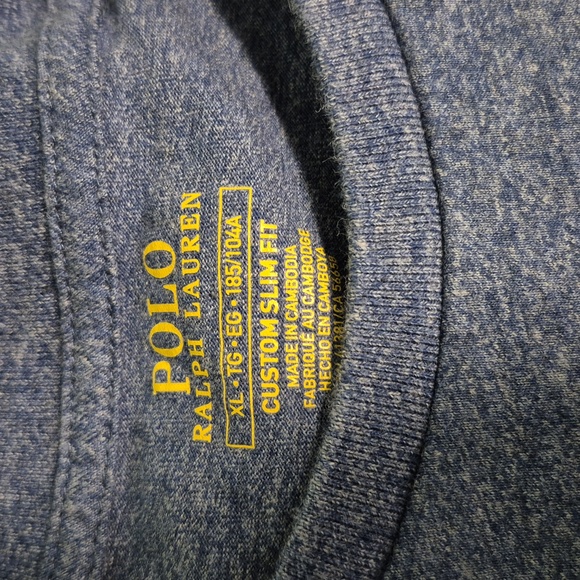 POLO
RALPH LAUREN
XL • TG • EG • 185/104A
CUSTOM SLIM FIT
MADE IN CAMBODIA
FABRIQUÉ AU CAMBODGE
HECHO EN CAMBOYA